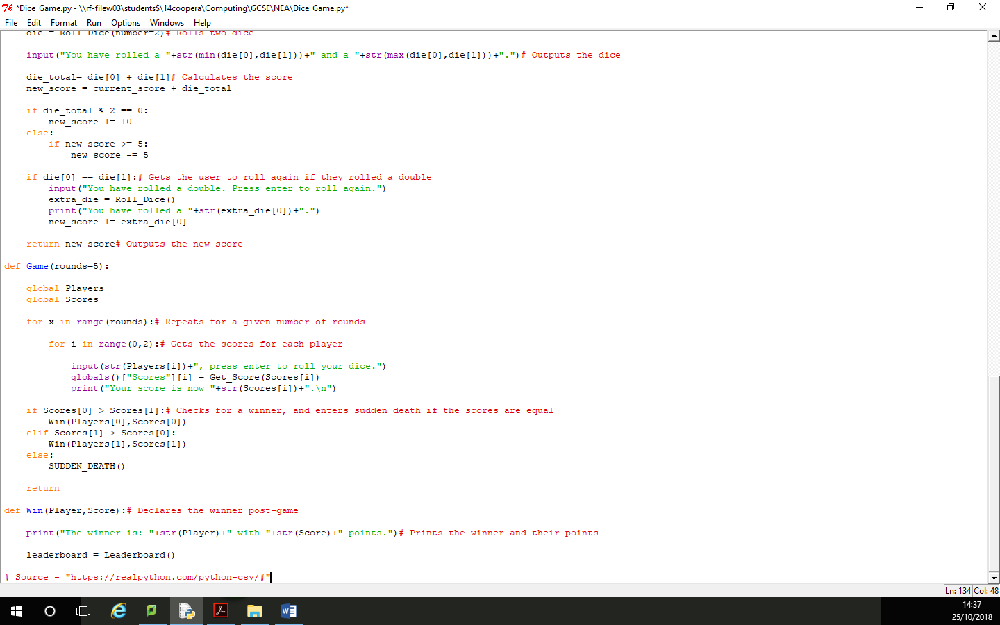 *Dice_Game.py - \\rf-filew03\students$\14coopera\Computing\GCSE\NEA\Dice_Game.py*
File Edit Format Run Options Windows Help
    die = Roll_Dice(number=2)# Rolls two dice
    input("You have rolled a "+str(min(die[0],die[1]))+" and a "+str(max(die[0],die[1]))+".")# Outputs the dice
    die_total= die[0] + die[1]# Calculates the score
    new_score = current_score + die_total
    if die_total % 2 == 0:
        new_score += 10
    else:
        if new_score >= 5:
            new_score -= 5
    if die[0] == die[1]:# Gets the user to roll again if they rolled a double
        input("You have rolled a double. Press enter to roll again.")
        extra_die = Roll_Dice()
        print("You have rolled a "+str(extra_die[0])+".")
        new_score += extra_die[0]
    return new_score# Outputs the new score
def Game(rounds=5):
    global Players
    global Scores
    for x in range(rounds):# Repeats for a given number of rounds
        for i in range(0,2):# Gets the scores for each player
            input(str(Players[i])+", press enter to roll your dice.")
            globals()["Scores"][i] = Get_Score(Scores[i])
            print("Your score is now "+str(Scores[i])+".\n")
    if Scores[0] > Scores[1]:# Checks for a winner, and enters sudden death if the scores are equal
        Win(Players[0],Scores[0])
    elif Scores[1] > Scores[0]:
        Win(Players[1],Scores[1])
    else:
        SUDDEN_DEATH()
    return
def Win(Player,Score):# Declares the winner post-game
    print("The winner is: "+str(Player)+" with "+str(Score)+" points.")# Prints the winner and their points
    leaderboard = Leaderboard()
# Source - "https://realpython.com/python-csv/#"
Ln: 134 Col: 48
14:37
25/10/2018